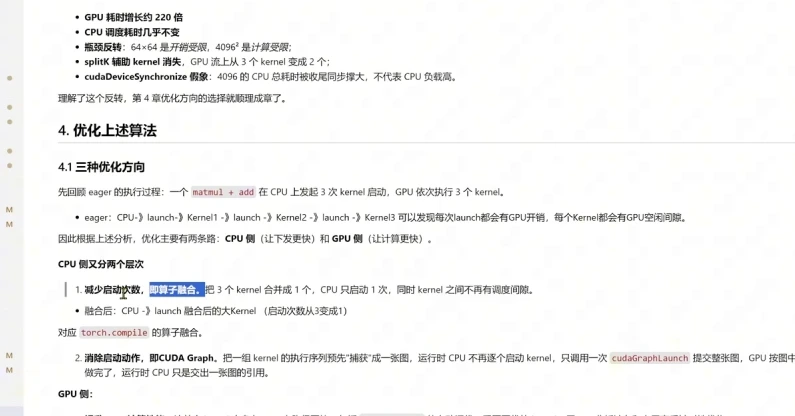 GPU 耗时增长约 220 倍
CPU 调度耗时几乎不变
瓶颈反转：64×64 是开销受限，4096² 是计算受限；
splitK 辅助 kernel 消失，GPU 流上从 3 个 kernel 变成 2 个；
cudaDeviceSynchronize 假象：4096 的 CPU 总耗时被收尾同步撑大，不代表 CPU 负载高。
理解了这个反转，第 4 章优化方向的选择就顺理成章了。
4. 优化上述算法
4.1 三种优化方向
先回顾 eager 的执行过程：一个 matmul + add 在 CPU 上发起 3 次 kernel 启动，GPU 依次执行 3 个 kernel。
eager：CPU-》launch-》Kernel1 -》launch -》Kernel2 -》launch -》Kernel3 可以发现每次launch都会有GPU开销，每个Kernel都会有GPU空闲间隙。
因此根据上述分析，优化主要有两条路：CPU 侧（让下发更快）和 GPU 侧（让计算更快）。
CPU 侧又分两个层次
1. 减少启动次数，即算子融合。把 3 个 kernel 合并成 1 个，CPU 只启动 1 次，同时 kernel 之间不再有调度间隙。
融合后：CPU -》launch 融合后的大Kernel （启动次数从3变成1）
对应 torch.compile 的算子融合。
2. 消除启动动作，即CUDA Graph。把一组 kernel 的执行序列预先“捕获”成一张图，运行时 CPU 不再逐个启动 kernel，只调用一次 cudaGraphLaunch 提交整张图，GPU 按图中
做完了，运行时 CPU 只是交出一张图的引用。
GPU 侧：
M
M
M
M